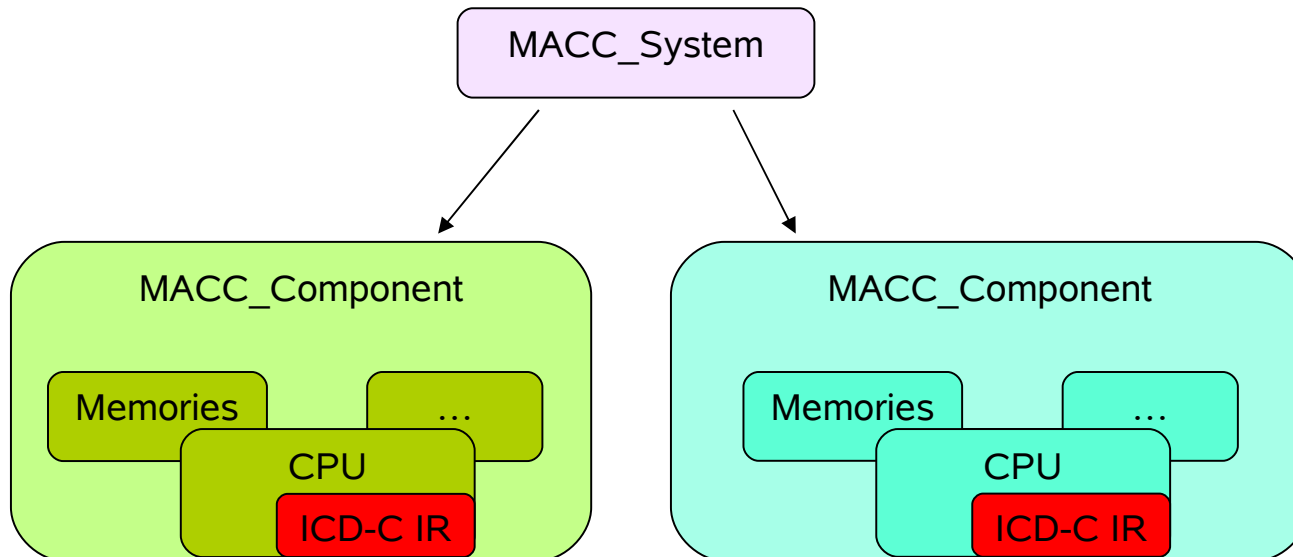 MACC_System
MACC_Component
MACC_Component
Memories
…
Memories
…
CPU
CPU
ICD-C IR
ICD-C IR